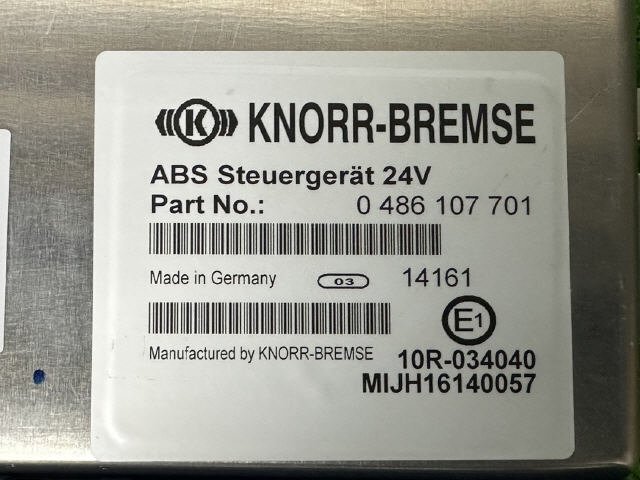 K KNORR-BREMSE
ABS Steuergerät 24V
Part No.: 0 486 107 701
Made in Germany 03 14161
E1
Manufactured by KNORR-BREMSE 10R-034040
MIJH16140057